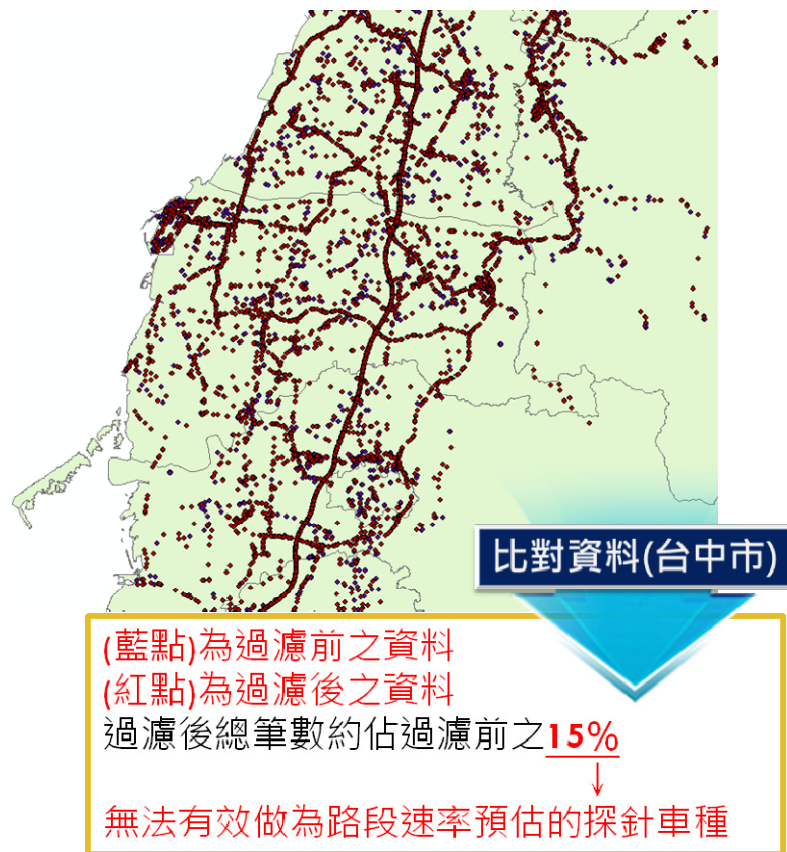 比對資料(台中市)
(藍點)為過濾前之資料
(紅點)為過濾後之資料
過濾後總筆數約佔過濾前之15%
無法有效做為路段速率預估的探針車種